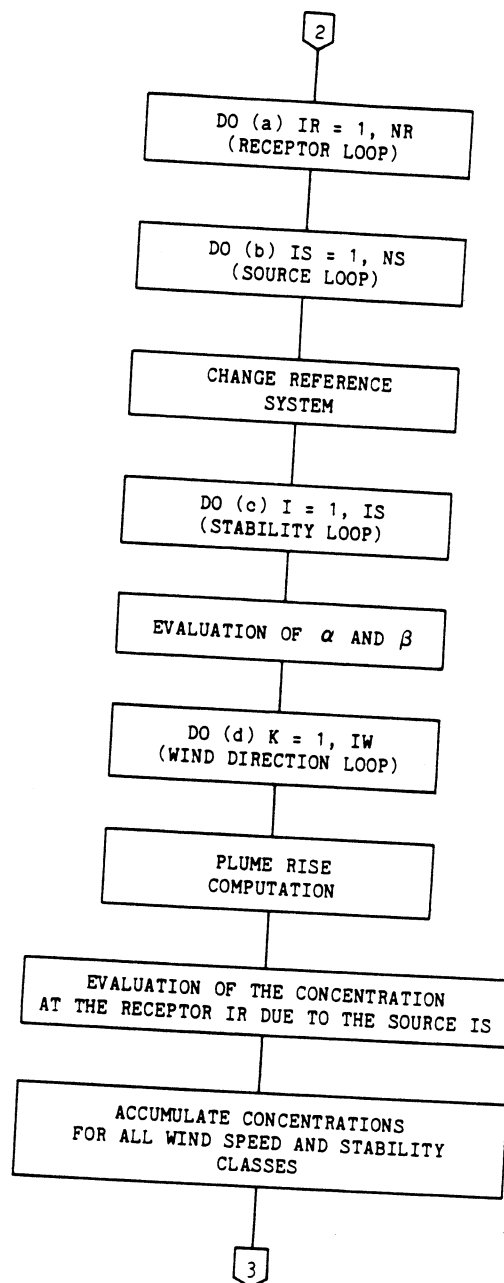 2
DO (a) IR = 1, NR
(RECEPTOR LOOP)
DO (b) IS = 1, NS
(SOURCE LOOP)
CHANGE REFERENCE
SYSTEM
DO (c) I = 1, IS
(STABILITY LOOP)
EVALUATION OF α AND β
DO (d) K = 1, IW
(WIND DIRECTION LOOP)
PLUME RISE
COMPUTATION
EVALUATION OF THE CONCENTRATION
AT THE RECEPTOR IR DUE TO THE SOURCE IS
ACCUMULATE CONCENTRATIONS
FOR ALL WIND SPEED AND STABILITY
CLASSES
3